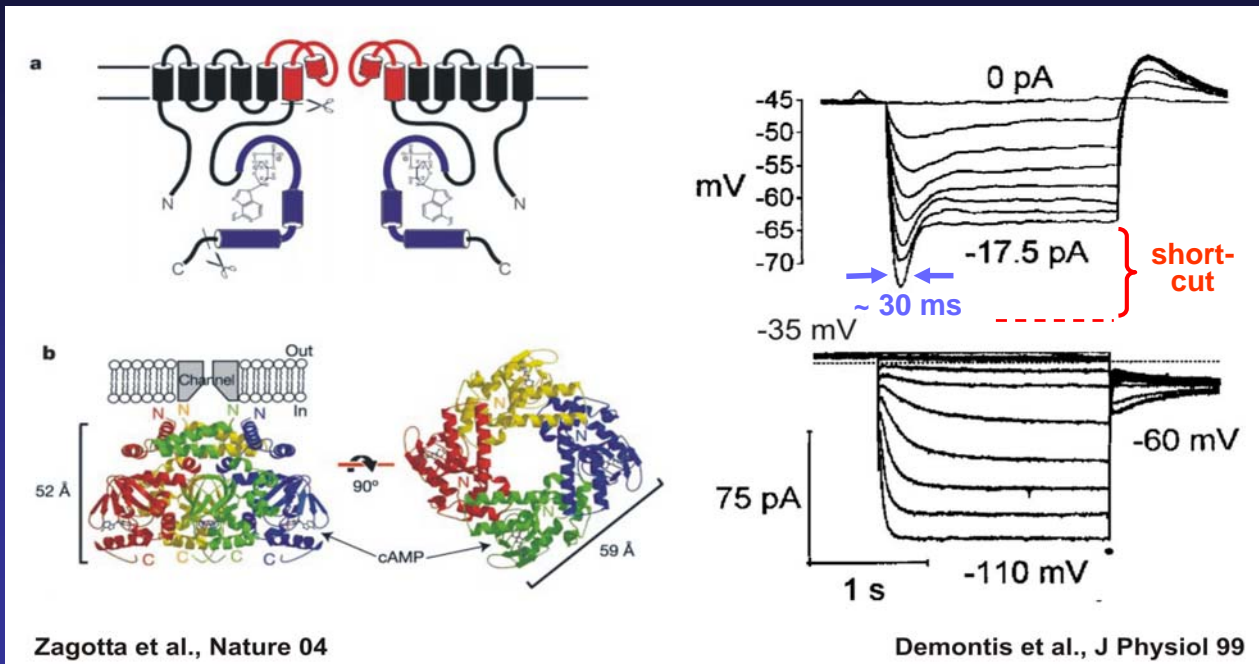 a
N
C
N
C
b
Out
Channel
In
N
N
N
N
52 Å
C
C
C
C
90°
cAMP
N
N
N
N
59 Å
Zagotta et al., Nature 04
0 pA
-45
-50
-55
mV
-60
-65
-70
-17.5 pA
~ 30 ms
short-
cut
-35 mV
-60 mV
75 pA
1 s
-110 mV
Demontis et al., J Physiol 99